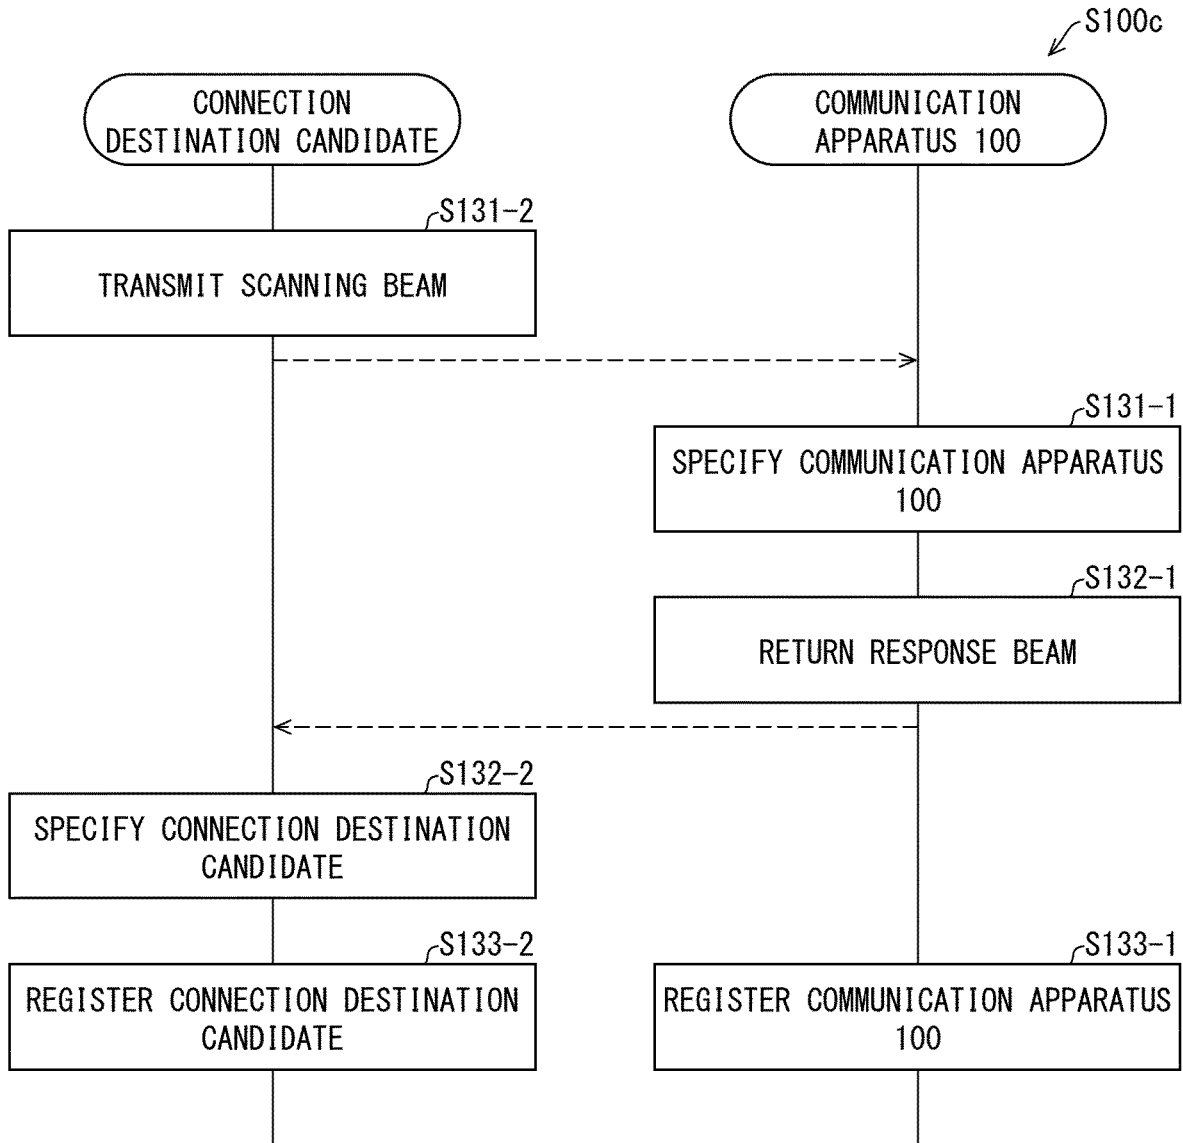 S100c
CONNECTION
DESTINATION CANDIDATE
COMMUNICATION
APPARATUS 100
S131-2
TRANSMIT SCANNING BEAM
S131-1
SPECIFY COMMUNICATION APPARATUS
100
S132-1
RETURN RESPONSE BEAM
S132-2
SPECIFY CONNECTION DESTINATION
CANDIDATE
S133-2
REGISTER CONNECTION DESTINATION
CANDIDATE
S133-1
REGISTER COMMUNICATION APPARATUS
100